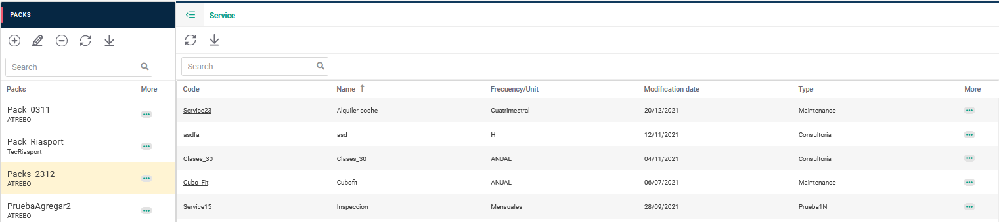 PACKS
Search
Packs More
Pack_0311
ATREBO
Pack_Riasport
TecRiasport
Packs_2312
ATREBO
PruebaAgregar2
ATREBO
Service
Search
Code Name Frecuency/Unit Modification date Type More
Service23 Alquiler coche Cuatrimestral 20/12/2021 Maintenance
asdfa asd H 12/11/2021 Consultoría
Clases_30 Clases_30 ANUAL 04/11/2021 Consultoría
Cubo_Fit Cubofit ANUAL 06/07/2021 Maintenance
Service15 Inspeccion Mensuales 28/09/2021 Prueba1N